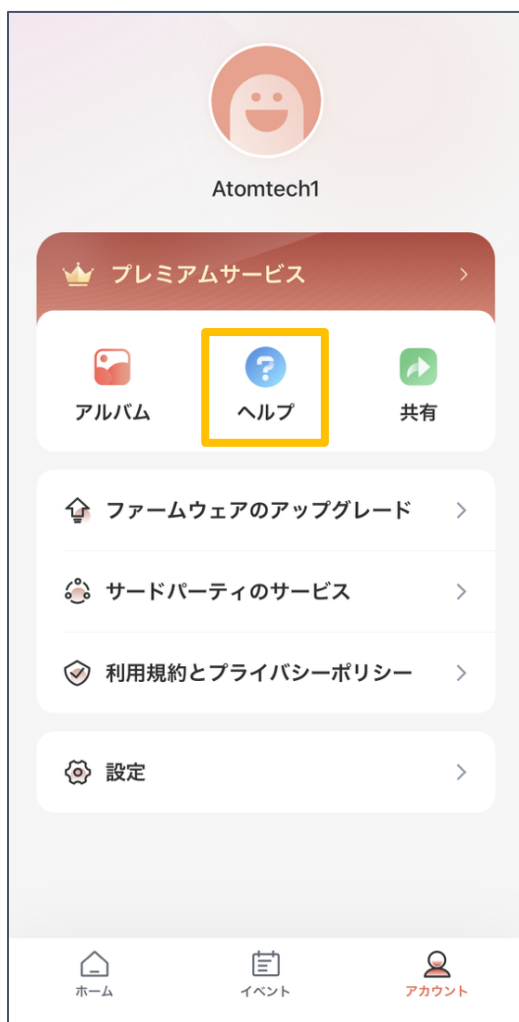 Atomtech1
プレミアムサービス
アルバム
ヘルプ
共有
ファームウェアのアップグレード
サードパーティのサービス
利用規約とプライバシーポリシー
設定
ホーム
イベント
アカウント